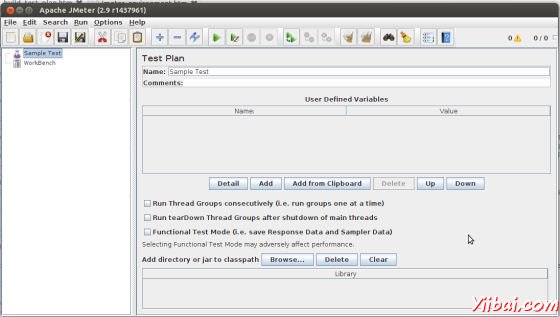 Apache JMeter (2.9 r1437961)
File Edit Search Run Options Help
0 0 / 0
Sample Test
WorkBench
Test Plan
Name: Sample Test
Comments:
User Defined Variables
Name: Value
Detail Add Add from Clipboard Delete Up Down
Run Thread Groups consecutively (i.e. run groups one at a time)
Run tearDown Thread Groups after shutdown of main threads
Functional Test Mode (i.e. save Response Data and Sampler Data)
Selecting Functional Test Mode may adversely affect performance.
Add directory or jar to classpath Browse... Delete Clear
Library
Yiibai.com